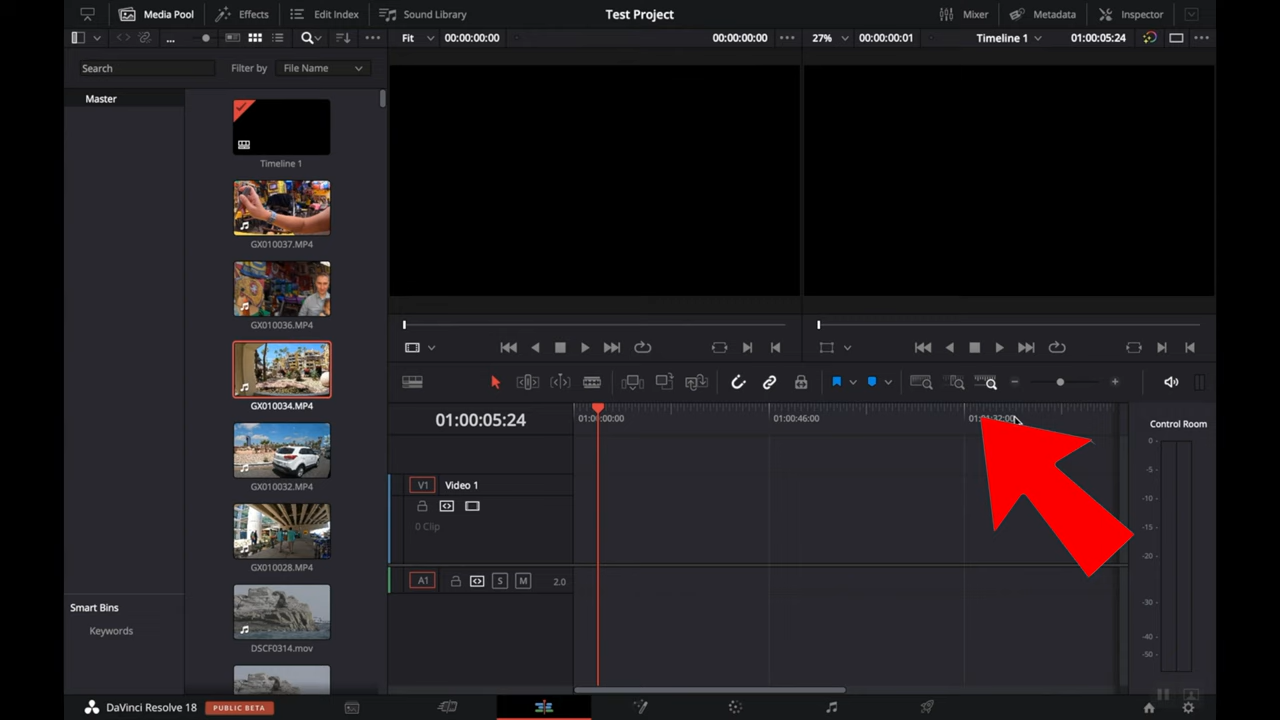 Media Pool Effects Edit Index Sound Library Test Project Mixer Metadata Inspector
... Fit 00:00:00:00 00:00:00:00 ••• 27% 00:00:00:01 Timeline 1 01:00:05:24 •••
Search Filter by File Name
Master
Timeline 1
GX010037.MP4
GX010036.MP4
GX010034.MP4
GX010032.MP4
GX010028.MP4
DSCF0314.mov
Smart Bins
Keywords
01:00:05:24
01:00:00:00 01:00:46:00 01:01:32:00
V1 Video 1
0 Clip
A1 S M 2.0
Control Room
0
-5
-10
-15
-20
-30
-40
-50
DaVinci Resolve 18 PUBLIC BETA